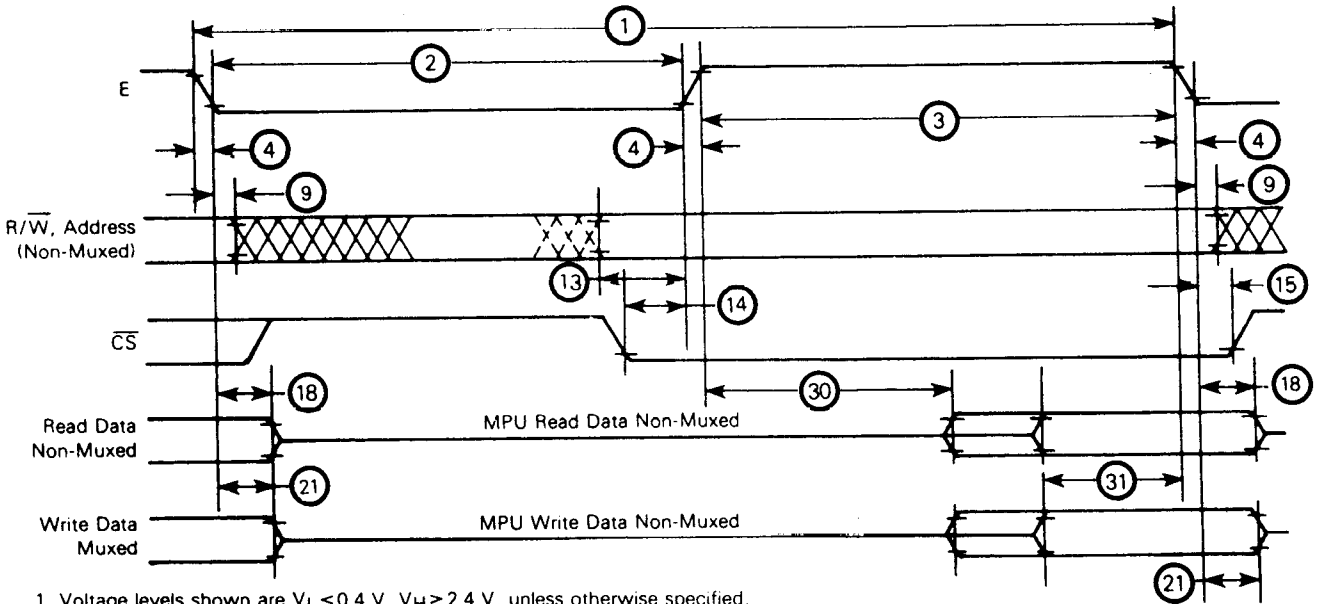 1
2
E
3
4
4
4
9
9
R/W̅, Address
(Non-Muxed)
13
14
15
C̅S̅
18
30
18
Read Data
Non-Muxed
MPU Read Data Non-Muxed
21
31
Write Data
Muxed
MPU Write Data Non-Muxed
21
1. Voltage levels shown are VL ≤ 0.4 V, VH ≥ 2.4 V, unless otherwise specified.